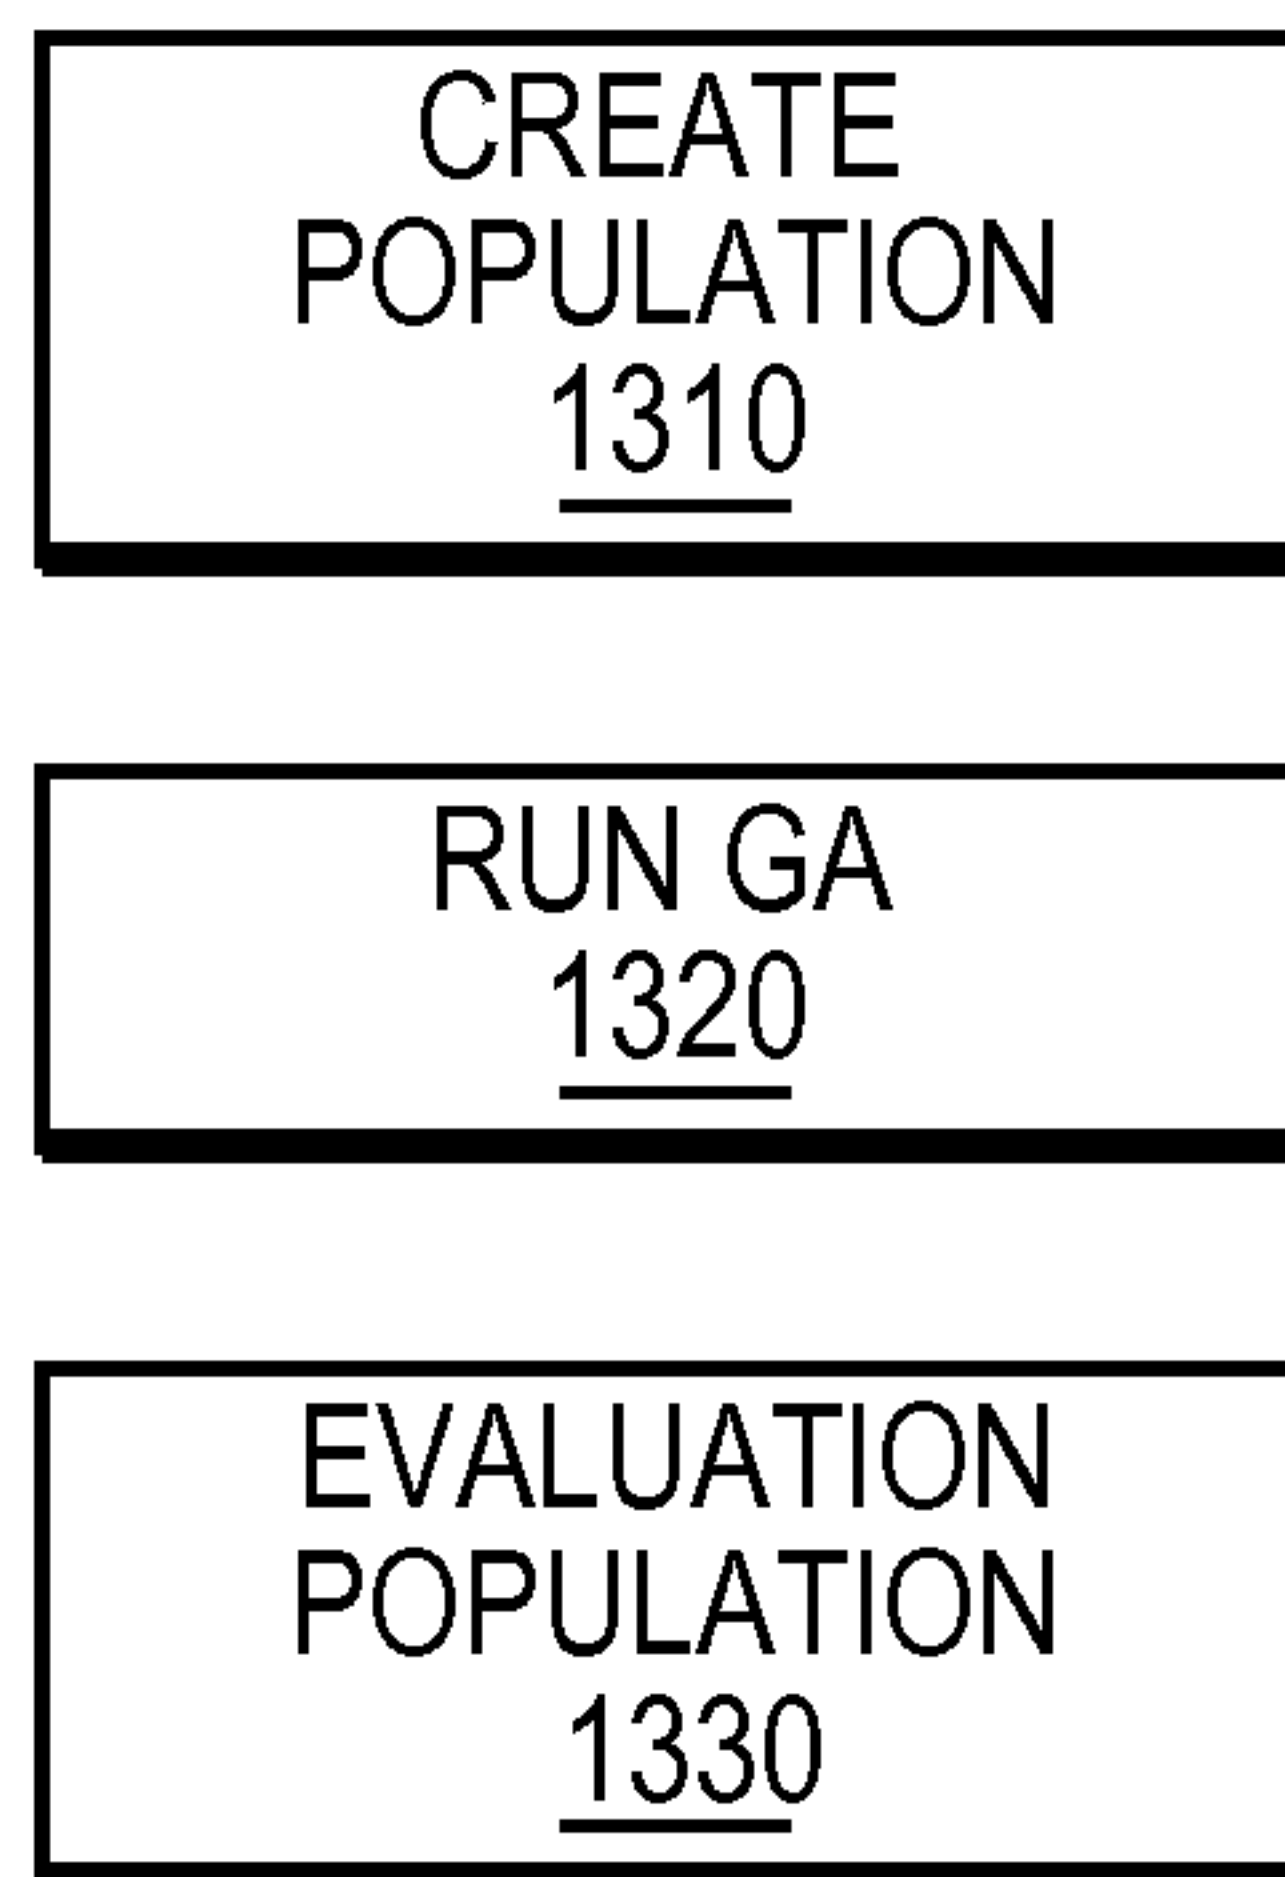 CREATE
POPULATION
1310
RUN GA
1320
EVALUATION
POPULATION
1330